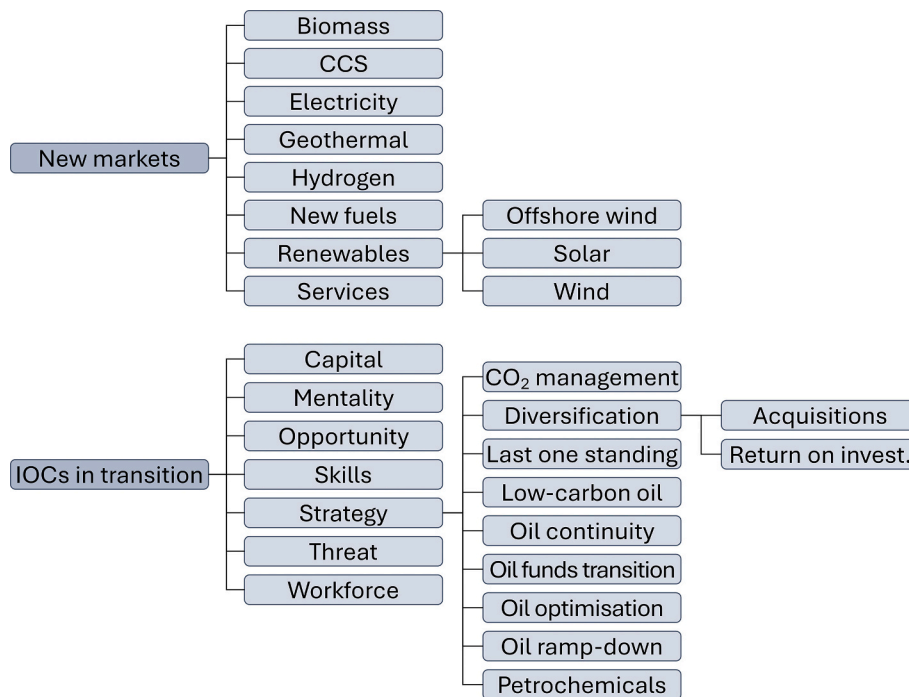 New markets
Biomass
CCS
Electricity
Geothermal
Hydrogen
New fuels
Renewables
Services
Offshore wind
Solar
Wind
IOCs in transition
Capital
Mentality
Opportunity
Skills
Strategy
Threat
Workforce
CO₂ management
Diversification
Last one standing
Low-carbon oil
Oil continuity
Oil funds transition
Oil optimisation
Oil ramp-down
Petrochemicals
Acquisitions
Return on invest.